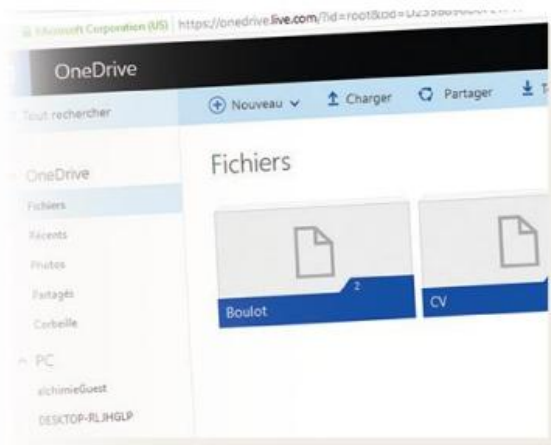 Microsoft Corporation (US) https://onedrive.live.com/?id=root&cid=
OneDrive
Tout rechercher
Nouveau Charger Partager
OneDrive
Fichiers
Fichiers
Récents
Photos
Partagés
Corbeille
2
Boulot
CV
PC
alchimieGuest
DESKTOP-RLJHGLP